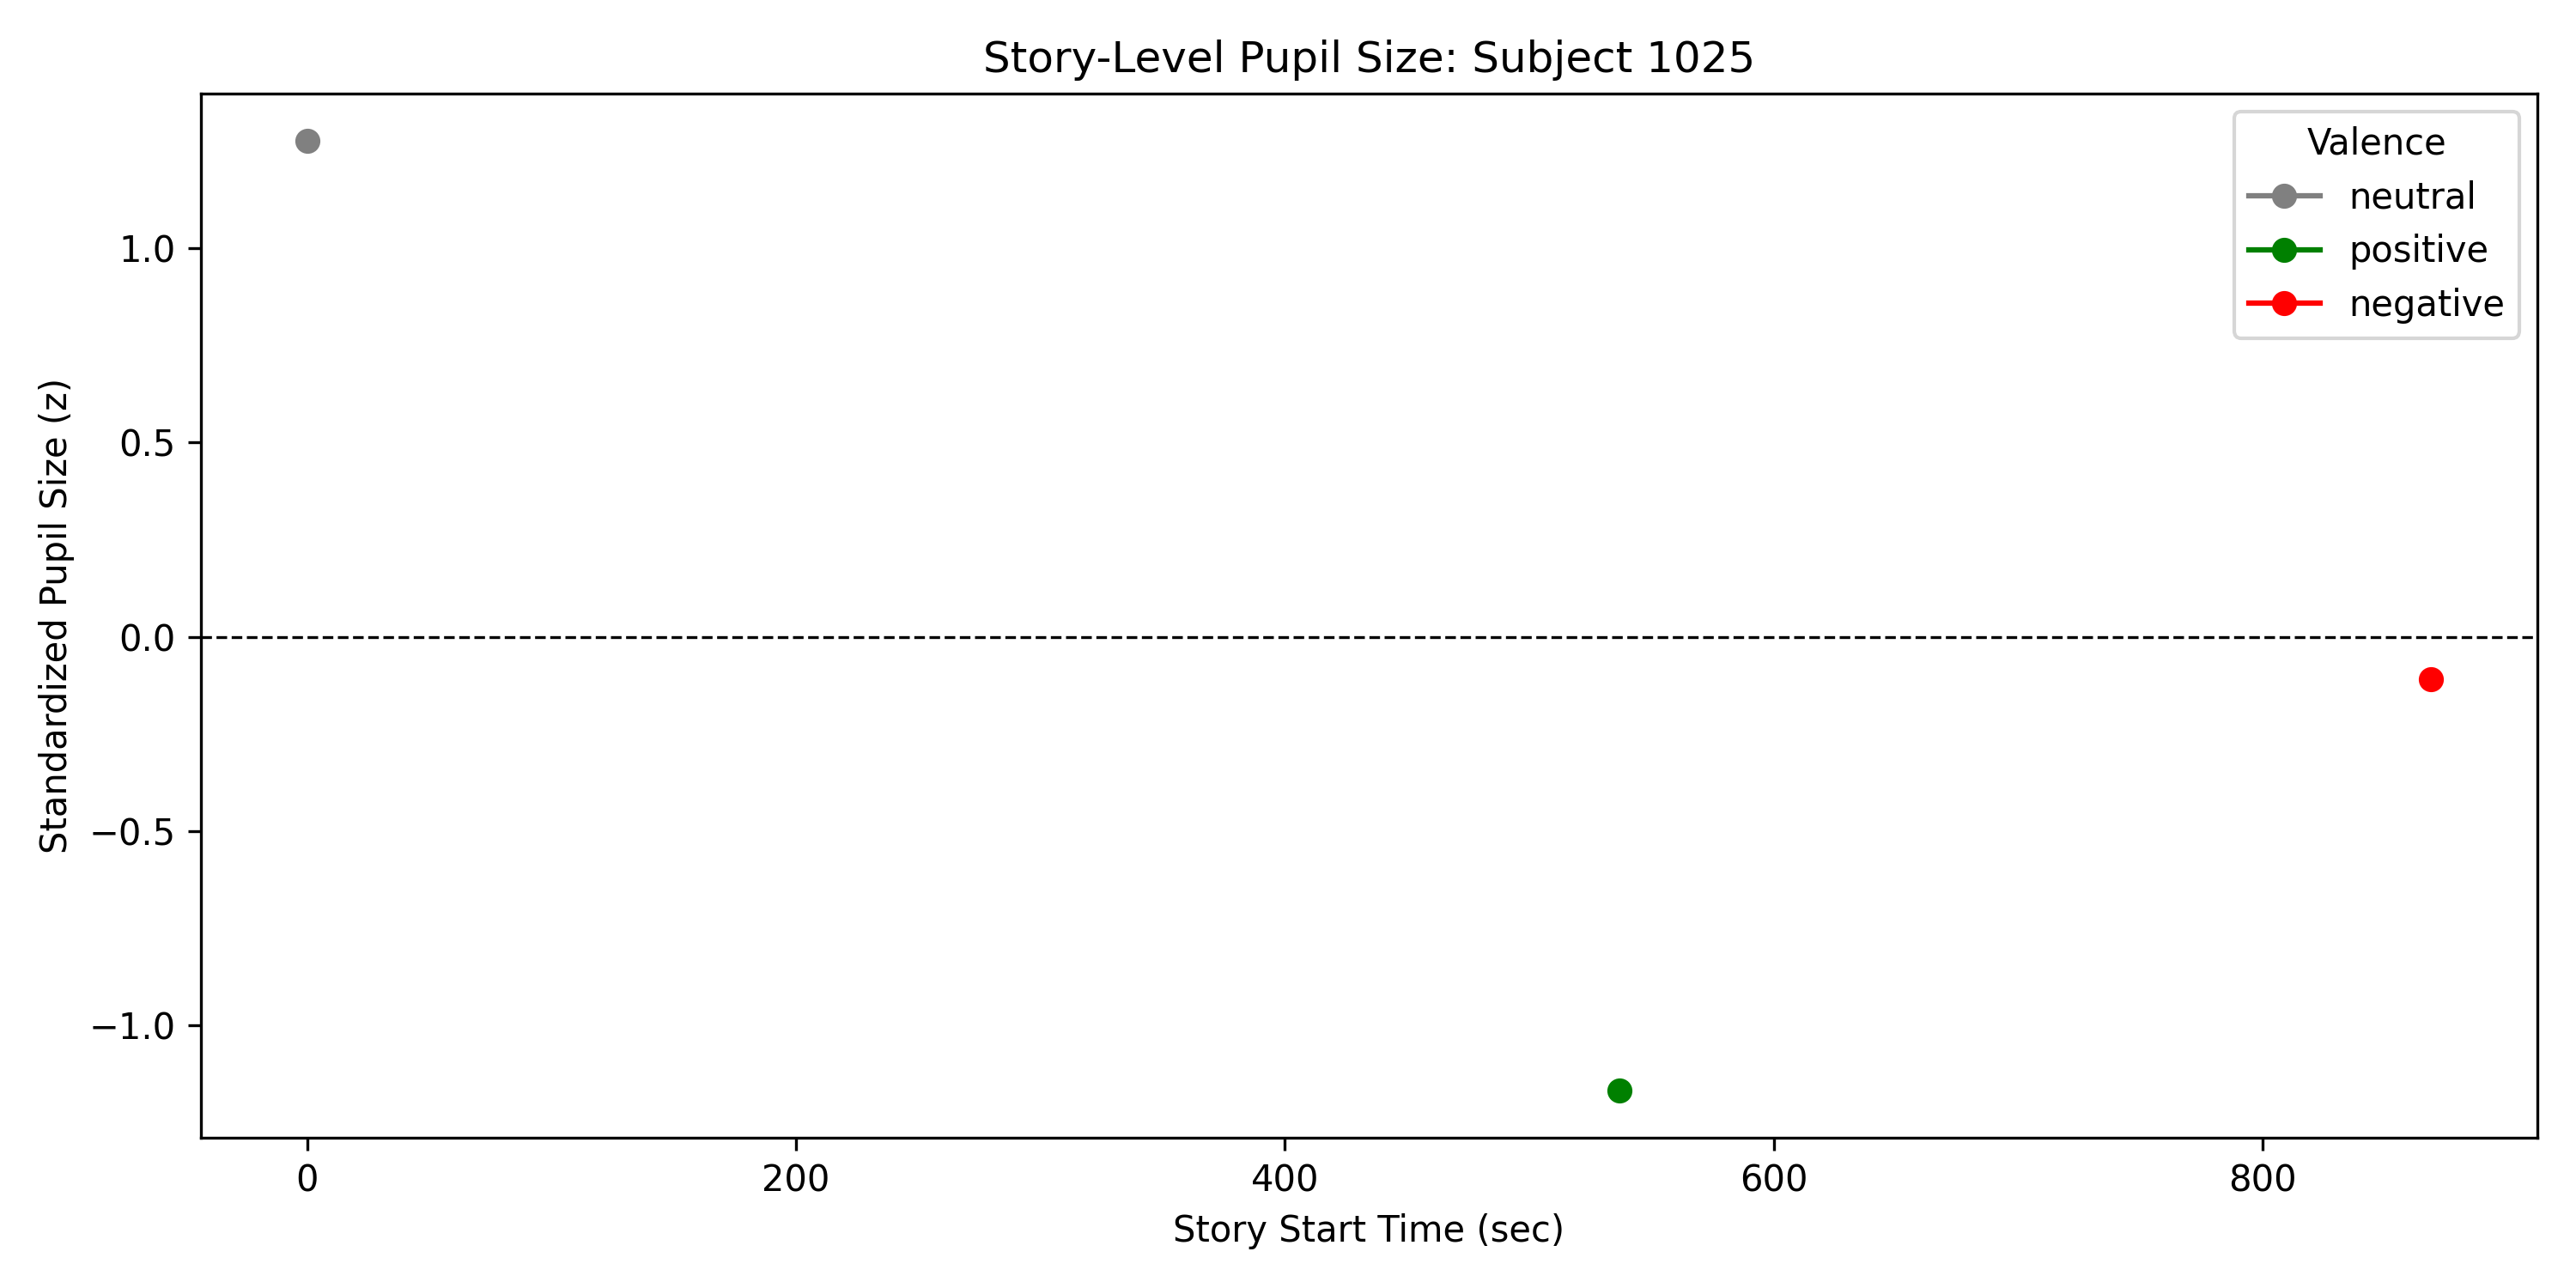 Story-Level Pupil Size: Subject 1025
Valence
neutral
positive
negative
Standardized Pupil Size (z)
1.0
0.5
0.0
−0.5
−1.0
0 200 400 600 800
Story Start Time (sec)